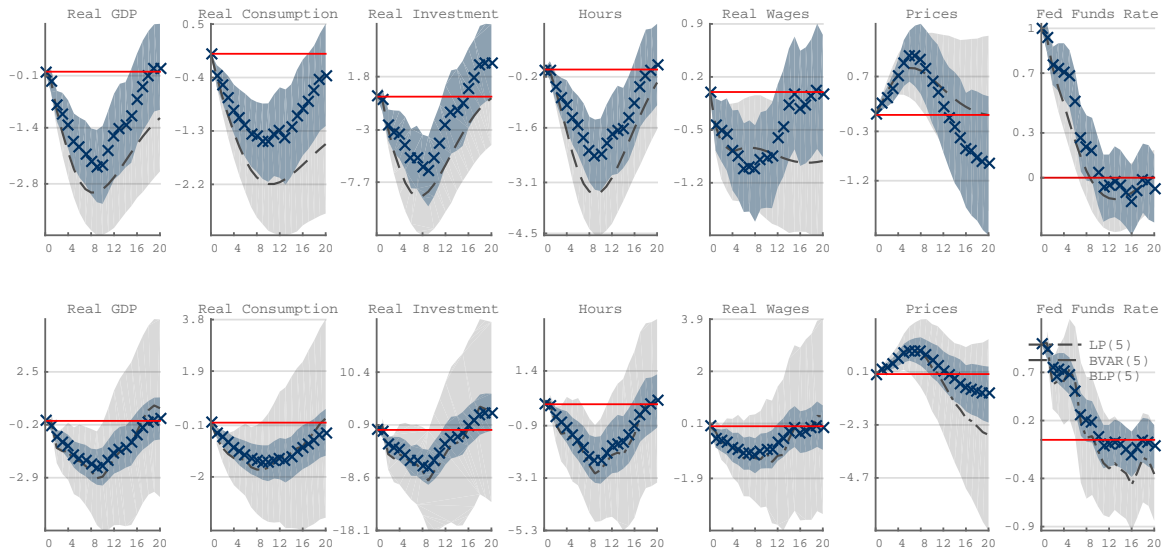 Real GDP
-0.1
-1.4
-2.8
0 4 8 12 16 20
Real Consumption
0.5
-0.4
-1.3
-2.2
0 4 8 12 16 20
Real Investment
1.8
-3
-7.7
0 4 8 12 16 20
Hours
-0.2
-1.6
-3.1
-4.5
0 4 8 12 16 20
Real Wages
0.9
0.2
-0.5
-1.2
0 4 8 12 16 20
Prices
0.7
-0.3
-1.2
0 4 8 12 16 20
Fed Funds Rate
1
0.7
0.3
0
0 4 8 12 16 20
Real GDP
2.5
-0.2
-2.9
0 4 8 12 16 20
Real Consumption
3.8
1.8
-0.1
-2
0 4 8 12 16 20
Real Investment
10.4
0.9
-8.6
-18.1
0 4 8 12 16 20
Hours
1.4
-0.9
-3.1
-5.3
0 4 8 12 16 20
Real Wages
3.9
2
0.1
-1.9
0 4 8 12 16 20
Prices
0.1
-2.3
-4.7
0 4 8 12 16 20
Fed Funds Rate
LP(5)
BVAR(5)
BLP(5)
0.7
0.2
-0.4
-0.9
0 4 8 12 16 20